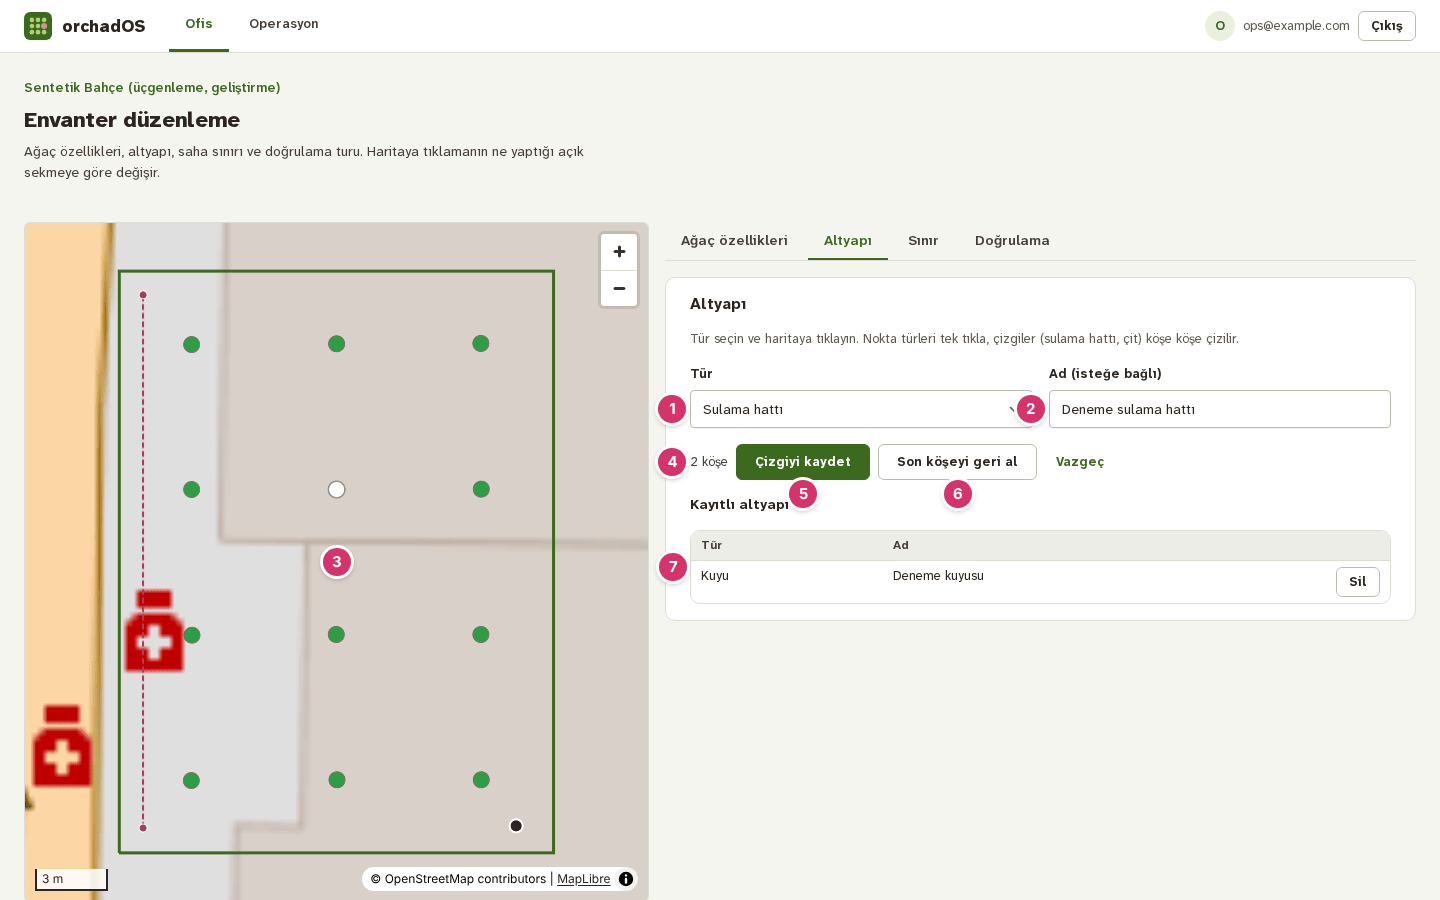 orchadOS
Ofis
Operasyon
O
ops@example.com
Çıkış
Sentetik Bahçe (üçgenleme, geliştirme)
Envanter düzenleme
Ağaç özellikleri, altyapı, saha sınırı ve doğrulama turu. Haritaya tıklamanın ne yaptığı açık
sekmeye göre değişir.
+
−
3
3 m
© OpenStreetMap contributors | MapLibre
Ağaç özellikleri
Altyapı
Sınır
Doğrulama
Altyapı
Tür seçin ve haritaya tıklayın. Nokta türleri tek tıkla, çizgiler (sulama hattı, çit) köşe köşe çizilir.
Tür
Ad (isteğe bağlı)
1
Sulama hattı
2
Deneme sulama hattı
4
2 köşe
Çizgiyi kaydet
Son köşeyi geri al
Vazgeç
5
6
Kayıtlı altyapı
Tür
Ad
7
Kuyu
Deneme kuyusu
Sil